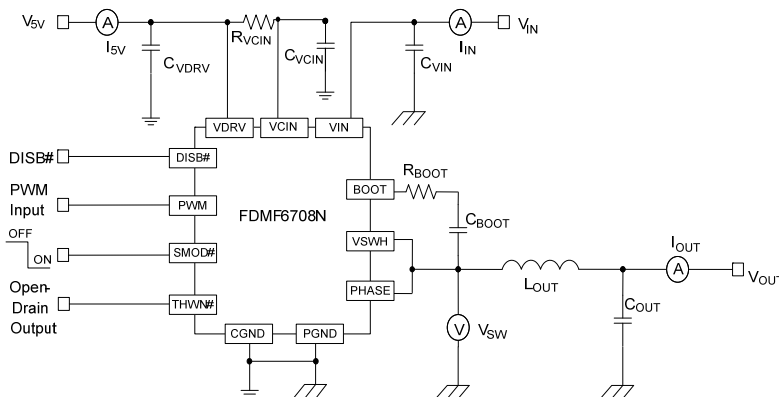 V5V
A
I5V
CVDRV
RVCIN
CVCIN
CVIN
A
IIN
VIN
VDRV
VCIN
VIN
DISB#
DISB#
PWM
Input
PWM
OFF
ON
SMOD#
Open-
Drain
Output
THWN#
FDMF6708N
BOOT
RBOOT
CBOOT
VSWH
PHASE
CGND
PGND
V
VSW
LOUT
COUT
IOUT
A
VOUT